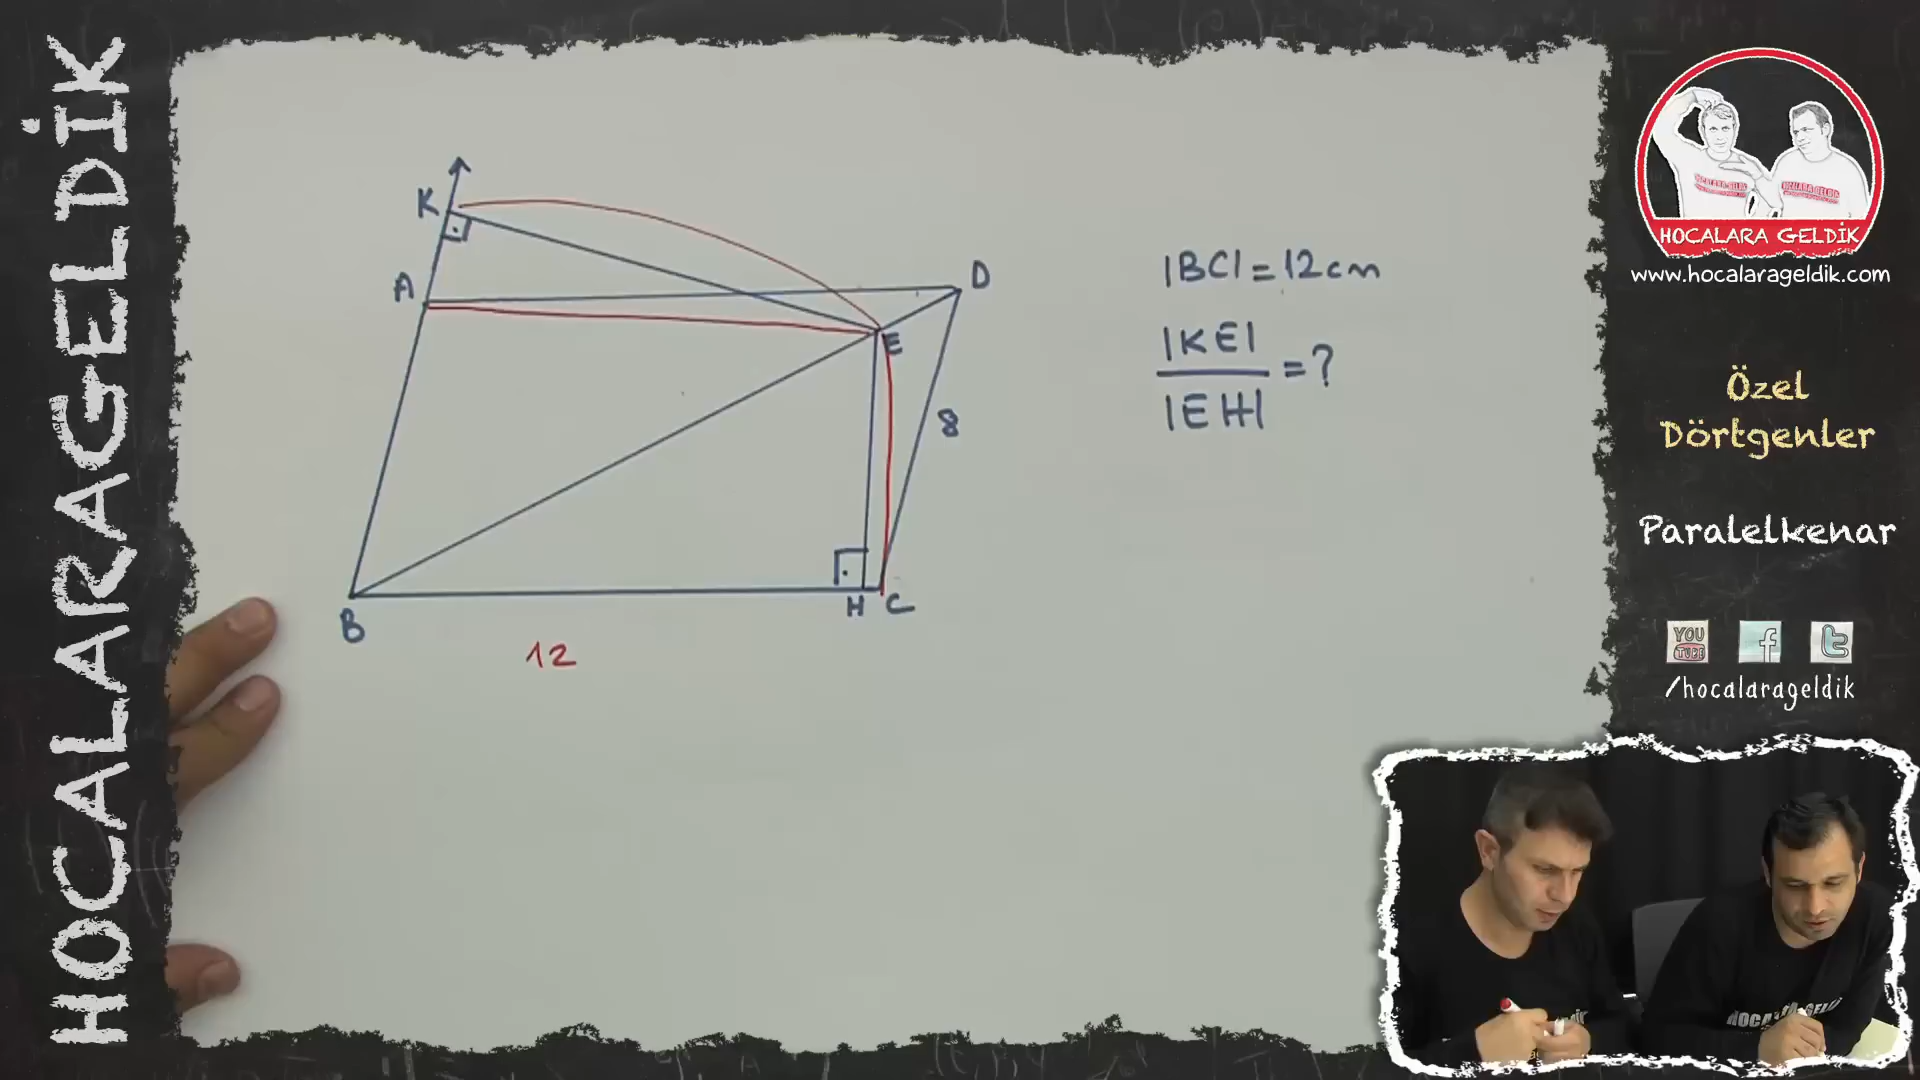 HOCALARAGELDİK
K
A
D
E
8
B
H
C
12
|BC| = 12cm
|KE|
|EH|
= ?
HOCALARA GELDİK
www.hocalarageldik.com
Özel
Dörtgenler
Paralelkenar
YOU
TUBE
f
t
/hocalarageldik